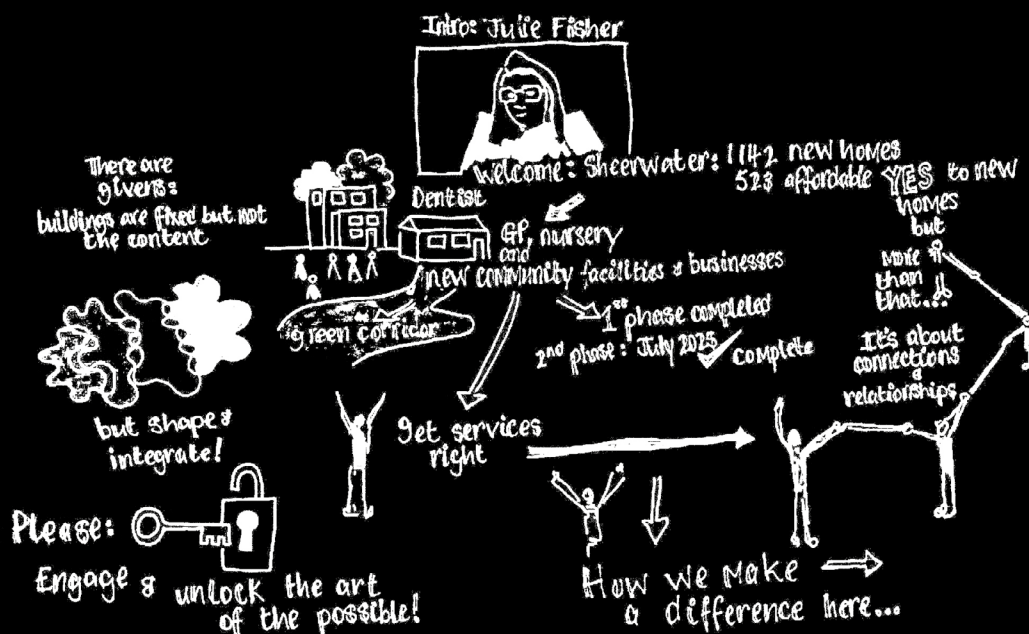 Intro: Julie Fisher
Welcome: Sheerwater: 1142 new homes
523 affordable YES to new
homes
but
more
than
that...
It's about
connections
&
relationships
There are
givens:
buildings are fixed but not
the content
but shape &
integrate!
Dentist
GP, nursery
and
new community facilities & businesses
green corridor
1st phase completed
2nd phase: July 2025 complete
get services
right
Please:
Engage & unlock the art
of the possible!
How we make
a difference here...